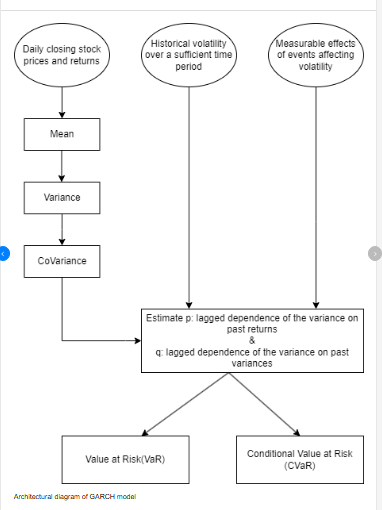 Daily closing stock
prices and returns
Historical volatility
over a sufficient time
period
Measurable effects
of events affecting
volatility
Mean
Variance
CoVariance
Estimate p: lagged dependence of the variance on
past returns
&
q: lagged dependence of the variance on past
variances
Value at Risk(VaR)
Conditional Value at Risk
(CVaR)
Architectural diagram of GARCH model